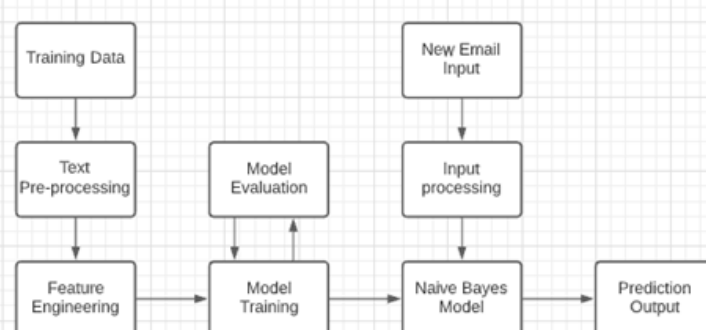 Training Data
New Email
Input
Text
Pre-processing
Model
Evaluation
Input
processing
Feature
Engineering
Model
Training
Naive Bayes
Model
Prediction
Output